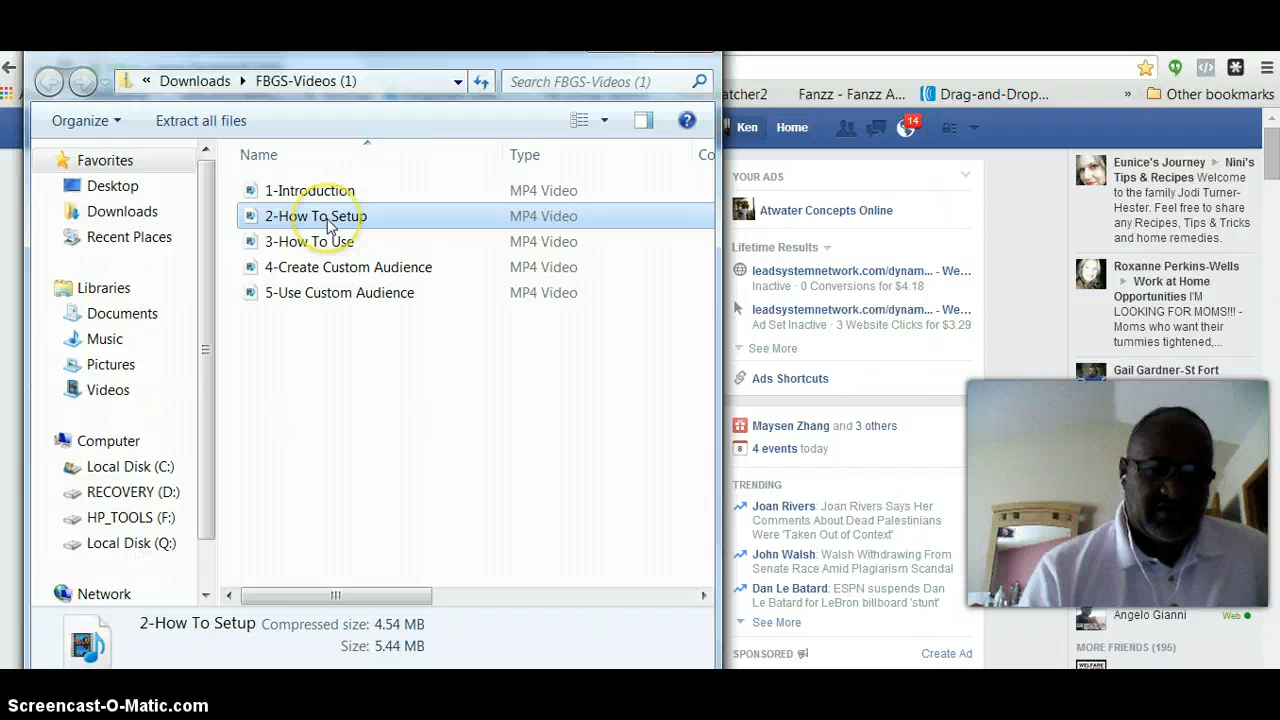 « Downloads FBGS-Videos (1)
Search FBGS-Videos (1)
Organize
Extract all files
Name
Type
Co
Favorites
Desktop
Downloads
Recent Places
Libraries
Documents
Music
Pictures
Videos
Computer
Local Disk (C:)
RECOVERY (D:)
HP_TOOLS (F:)
Local Disk (Q:)
Network
1-Introduction MP4 Video
2-How To Setup MP4 Video
3-How To Use MP4 Video
4-Create Custom Audience MP4 Video
5-Use Custom Audience MP4 Video
2-How To Setup Compressed size: 4.54 MB
Size: 5.44 MB
atcher2
Fanzz - Fanzz A...
Drag-and-Drop...
»
Other bookmarks
Ken
Home
14
YOUR ADS
Atwater Concepts Online
Lifetime Results
leadsystemnetwork.com/dynam... - We...
Inactive · 0 Conversions for $4.18
leadsystemnetwork.com/dynam... - We...
Ad Set Inactive · 3 Website Clicks for $3.29
See More
Ads Shortcuts
Maysen Zhang and 3 others
8
4 events today
TRENDING
Joan Rivers: Joan Rivers Says Her
Comments About Dead Palestinians
Were 'Taken Out of Context'
John Walsh: Walsh Withdrawing From
Senate Race Amid Plagiarism Scandal
Dan Le Batard: ESPN suspends Dan
Le Batard for LeBron billboard 'stunt'
See More
SPONSORED
Create Ad
Eunice's Journey Nini's
Tips & Recipes Welcome
to the family Jodi Turner-
Hester. Feel free to share
any Recipes, Tips & Tricks
and home remedies.
Roxanne Perkins-Wells
Work at Home
Opportunities I'M
LOOKING FOR MOMS!!! -
Moms who want their
tummies tightened,...
Gail Gardner-St Fort
Angelo Gianni
Web
MORE FRIENDS (195)
WELFARE
Screencast-O-Matic.com